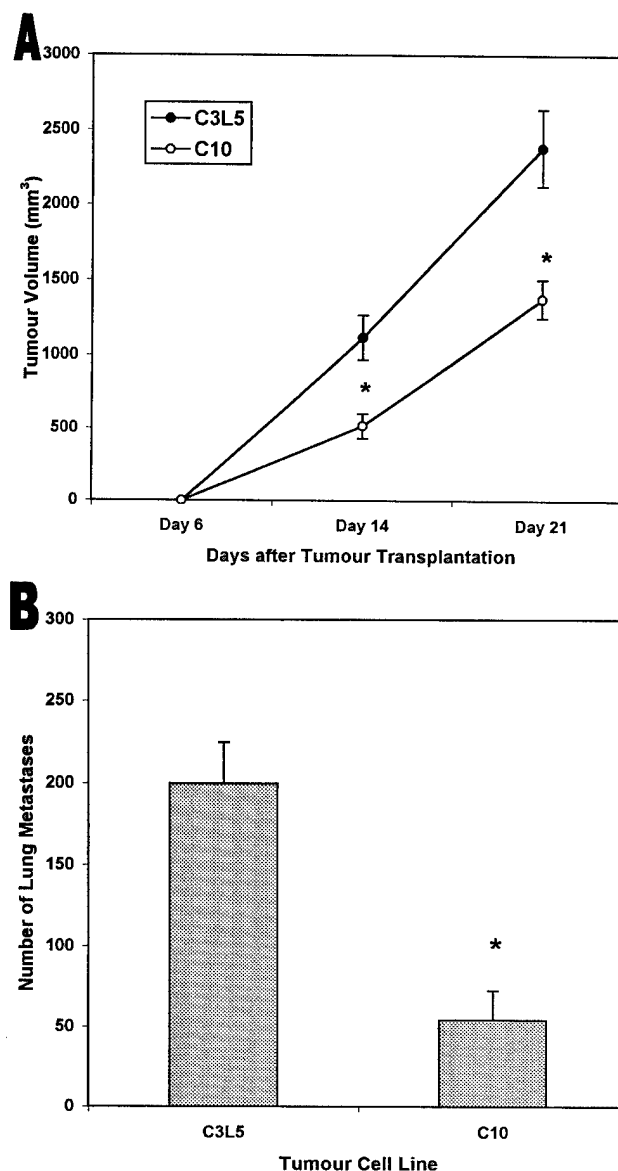 A
3000
2500
2000
1500
1000
500
0
Tumour Volume (mm3)
C3L5
C10
*
*
Day 6
Day 14
Day 21
Days after Tumour Transplantation
B
300
250
200
150
100
50
0
Number of Lung Metastases
*
C3L5
C10
Tumour Cell Line